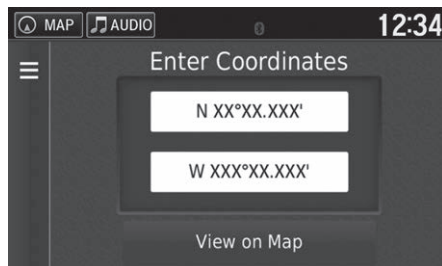 MAP AUDIO 12:34
Enter Coordinates
N XX°XX.XXX'
W XXX°XX.XXX'
View on Map